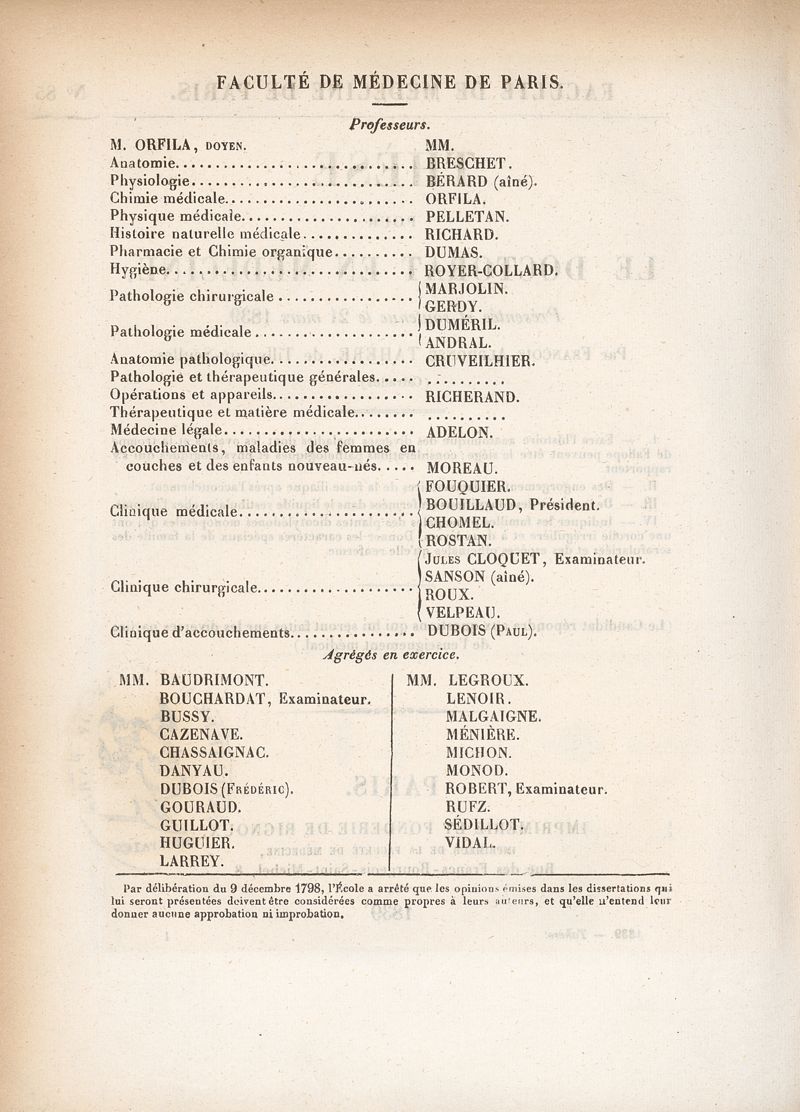 FACULTÉ DE MÉDECINE DE PARIS.
Professeurs.
M. ORFILA, DOYEN. MM.
Anatomie.............................. BRESCHET.
Physiologie............................ BÉRARD (aîné).
Chimie médicale........................ ORFILA.
Physique médicale...................... PELLETAN.
Histoire naturelle médicale.............. RICHARD.
Pharmacie et Chimie organique.......... DUMAS.
Hygiène............................... ROYER-COLLARD.
Pathologie chirurgicale ................. { MARJOLIN.
GERDY.
Pathologie médicale .................... { DUMÉRIL.
ANDRAL.
Anatomie pathologique.................. CRUVEILHIER.
Pathologie et thérapeutique générales..... ..........
Opérations et appareils.................. RICHERAND.
Thérapeutique et matière médicale........ ..........
Médecine légale........................ ADELON.
Accouchements, maladies des femmes en
couches et des enfants nouveau-nés..... MOREAU.
Clinique médicale...................... { FOUQUIER.
BOUILLAUD, Président.
CHOMEL.
ROSTAN.
Clinique chirurgicale.................... { JULES CLOQUET, Examinateur.
SANSON (aîné).
ROUX.
VELPEAU.
Clinique d'accouchements................ DUBOIS (PAUL).
Agrégés en exercice.
MM. BAUDRIMONT.
BOUCHARDAT, Examinateur.
BUSSY.
CAZENAVE.
CHASSAIGNAC.
DANYAU.
DUBOIS (FRÉDÉRIC).
GOURAUD.
GUILLOT.
HUGUIER.
LARREY.
MM. LEGROUX.
LENOIR.
MALGAIGNE.
MÉNIÈRE.
MICHON.
MONOD.
ROBERT, Examinateur.
RUFZ.
SÉDILLOT.
VIDAL.
Par délibération du 9 décembre 1798, l'École a arrêté que les opinions émises dans les dissertations qui
lui seront présentées doivent être considérées comme propres à leurs auteurs, et qu'elle n'entend leur
donner aucune approbation ni improbation.